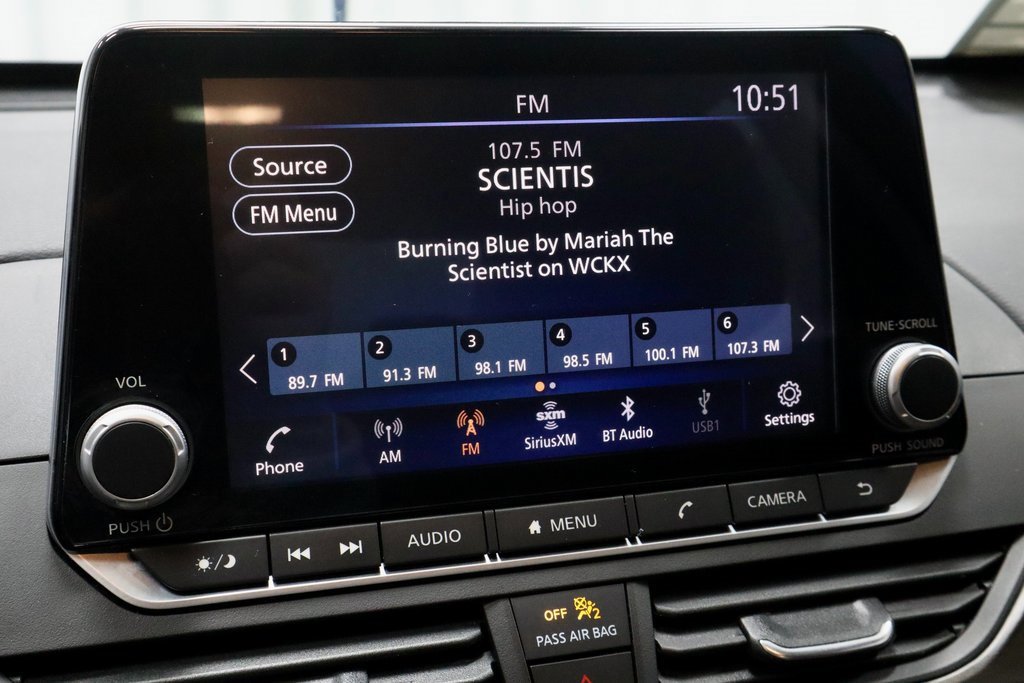 FM
10:51
Source
FM Menu
107.5 FM
SCIENTIS
Hip hop
Burning Blue by Mariah The
Scientist on WCKX
1 2 3 4 5 6
89.7 FM 91.3 FM 98.1 FM 98.5 FM 100.1 FM 107.3 FM
Phone
AM
FM
sxm
SiriusXM
BT Audio
USB1
Settings
VOL
PUSH
TUNE·SCROLL
PUSH SOUND
AUDIO
MENU
CAMERA
OFF 2
PASS AIR BAG